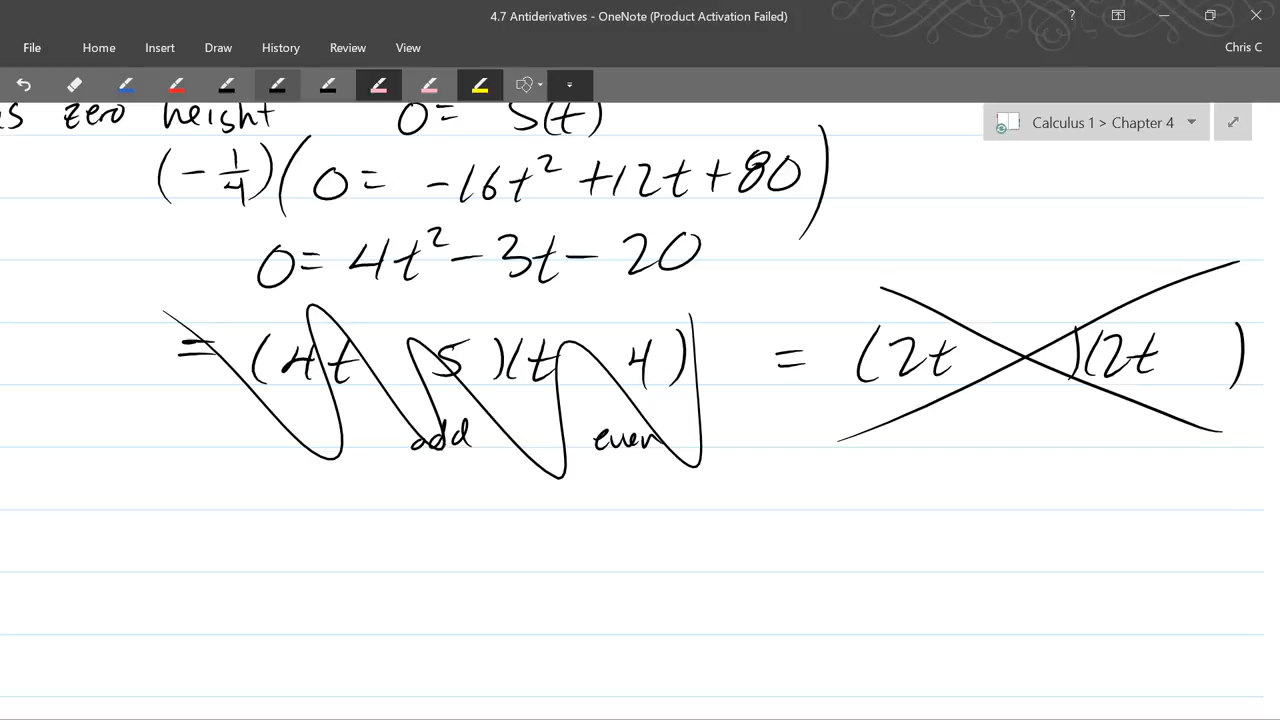 4.7 Antiderivatives - OneNote (Product Activation Failed)
?
File Home Insert Draw History Review View
Chris C
Calculus 1 > Chapter 4
zero height 0 = s(t)
(-1/4)(0 = -16t² + 12t + 80)
0 = 4t² - 3t - 20
= (4t 5)(t 4) = (2t )(2t )
odd even